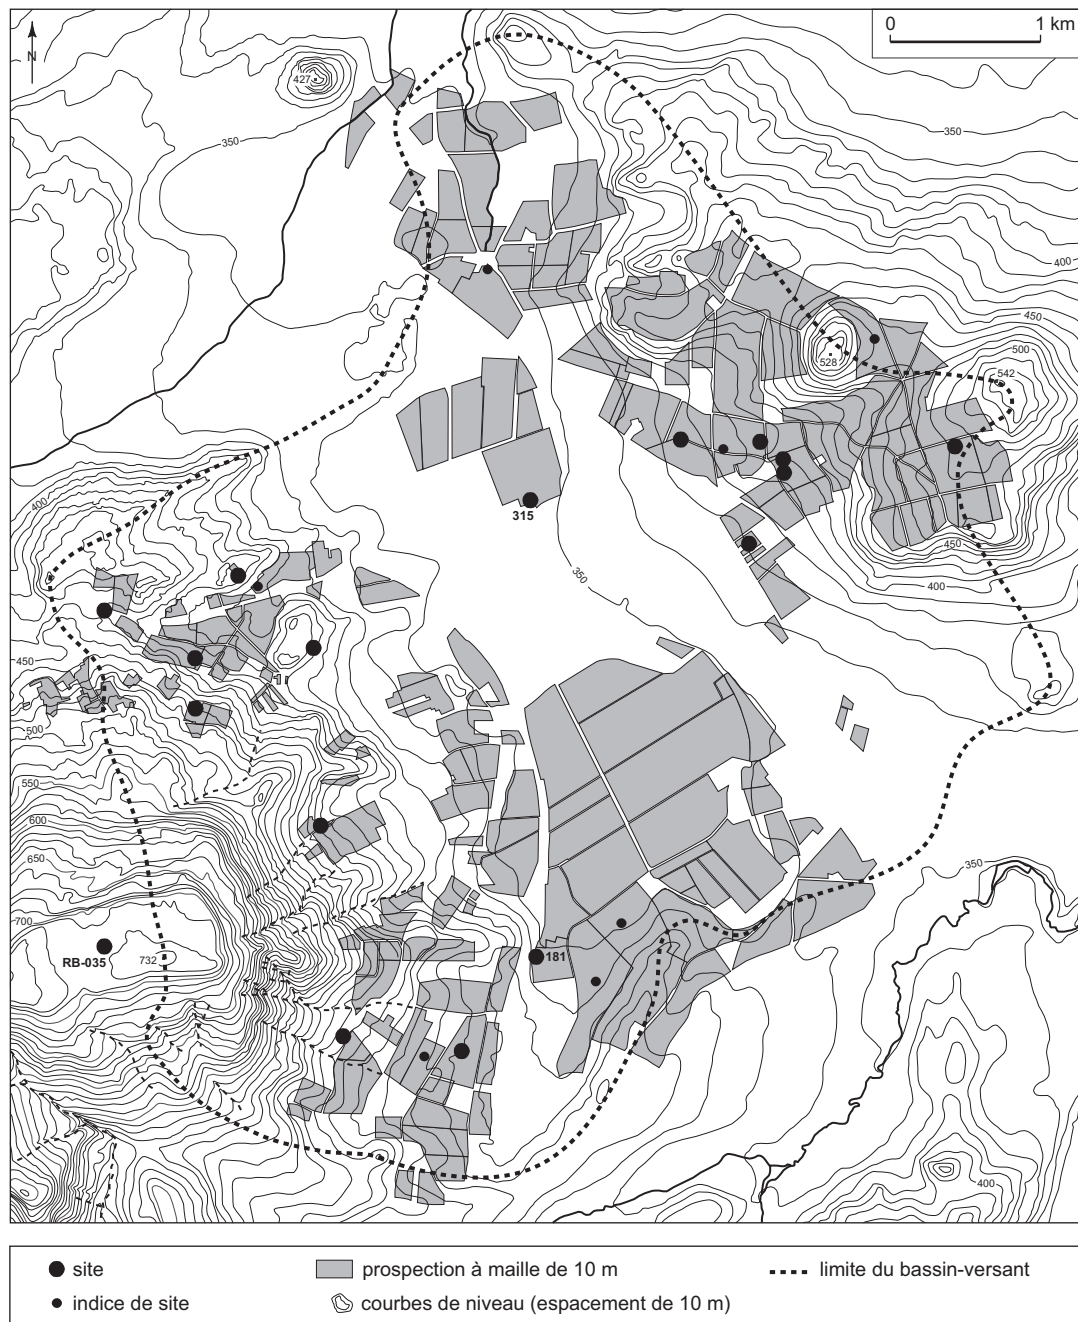 0 1 km
N
427
350
350
400
450
500
528
542
400
315
450
350
400
450
500
550
600
650
700
350
RB-035
732
181
400
site
prospection à maille de 10 m
limite du bassin-versant
indice de site
courbes de niveau (espacement de 10 m)